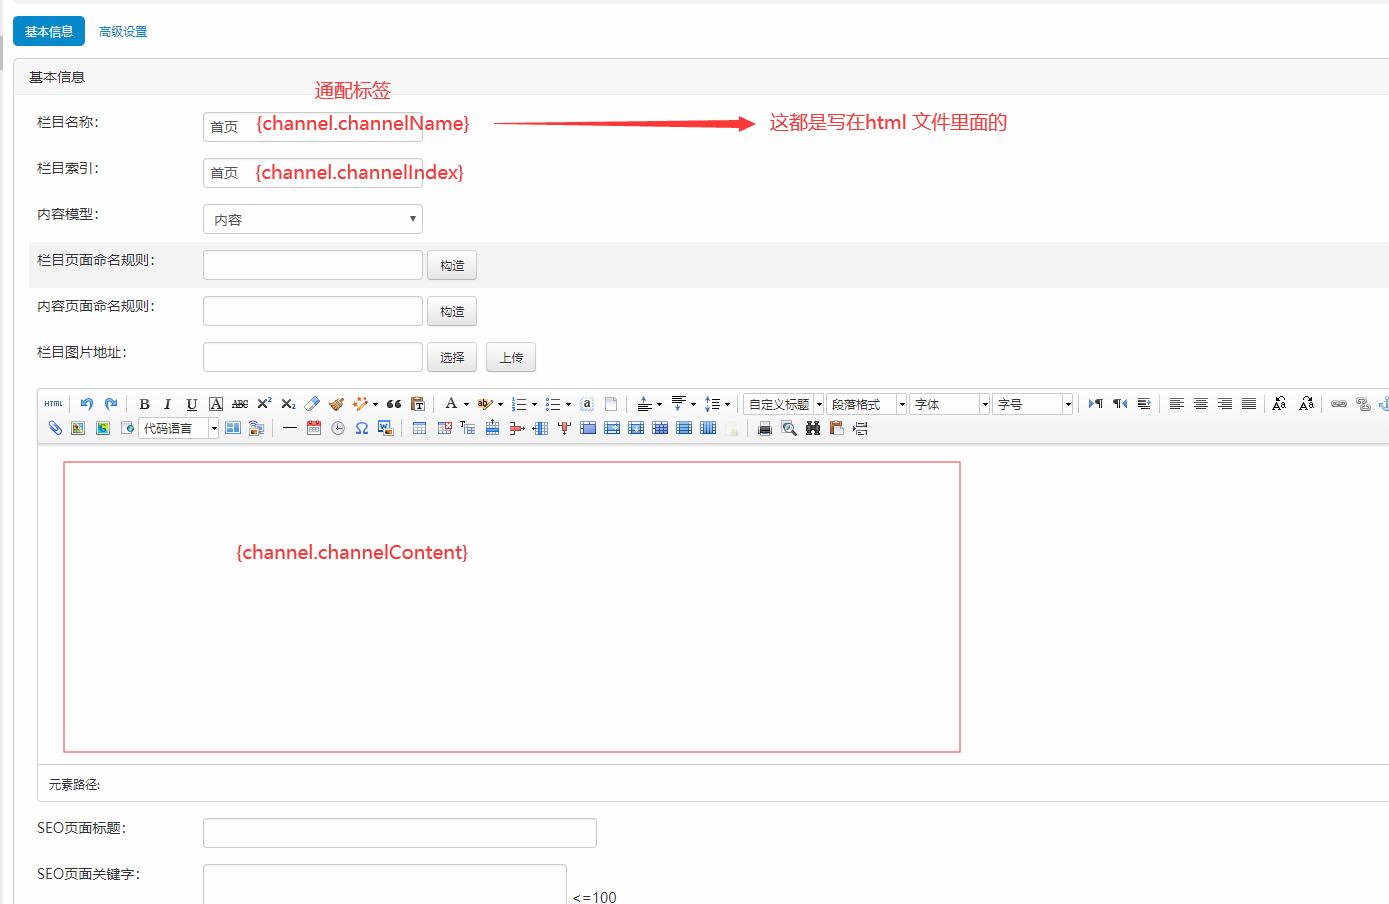 基本信息 高级设置
基本信息
通配标签
栏目名称: 首页 {channel.channelName} 这都是写在html 文件里面的
栏目索引: 首页 {channel.channelIndex}
内容模型: 内容
栏目页面命名规则: 构造
内容页面命名规则: 构造
栏目图片地址: 选择 上传
HTML B I U A ABC X² X₂ A ab a 自定义标题 段落格式 字体 字号
代码语言 Ω W
{channel.channelContent}
元素路径:
SEO页面标题:
SEO页面关键字:
<=100